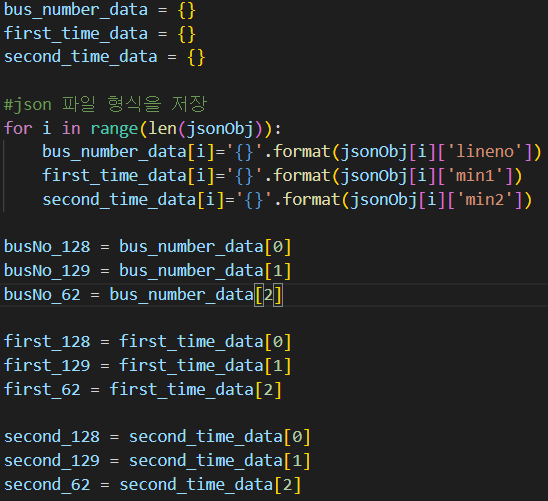 bus_number_data = {}
first_time_data = {}
second_time_data = {}
#json 파일 형식을 저장
for i in range(len(jsonObj)):
bus_number_data[i]='{}'.format(jsonObj[i]['lineno'])
first_time_data[i]='{}'.format(jsonObj[i]['min1'])
second_time_data[i]='{}'.format(jsonObj[i]['min2'])
busNo_128 = bus_number_data[0]
busNo_129 = bus_number_data[1]
busNo_62 = bus_number_data[2]
first_128 = first_time_data[0]
first_129 = first_time_data[1]
first_62 = first_time_data[2]
second_128 = second_time_data[0]
second_129 = second_time_data[1]
second_62 = second_time_data[2]